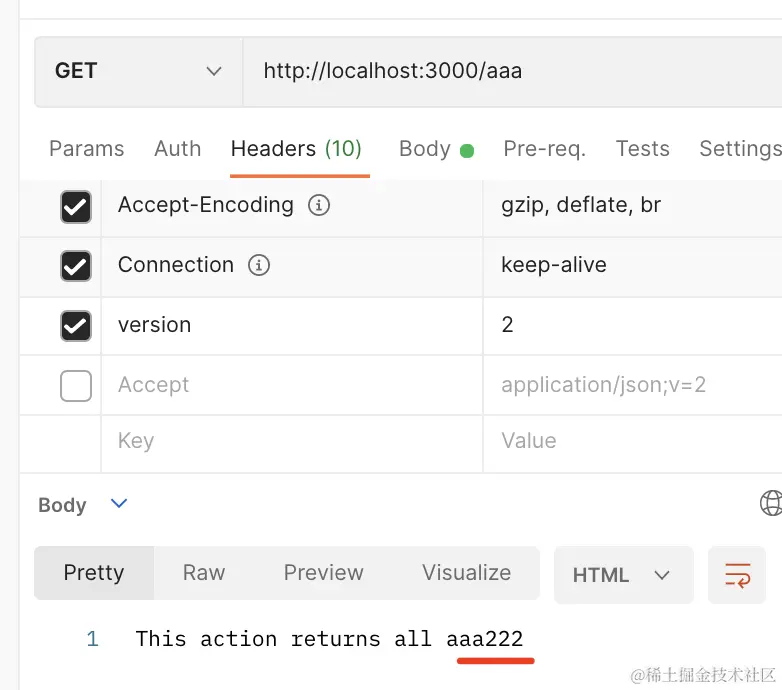 GET http://localhost:3000/aaa
Params Auth Headers (10) Body Pre-req. Tests Settings
Accept-Encoding gzip, deflate, br
Connection keep-alive
version 2
Accept application/json;v=2
Key Value
Body
Pretty Raw Preview Visualize HTML
1 This action returns all aaa222
@稀土掘金技术社区